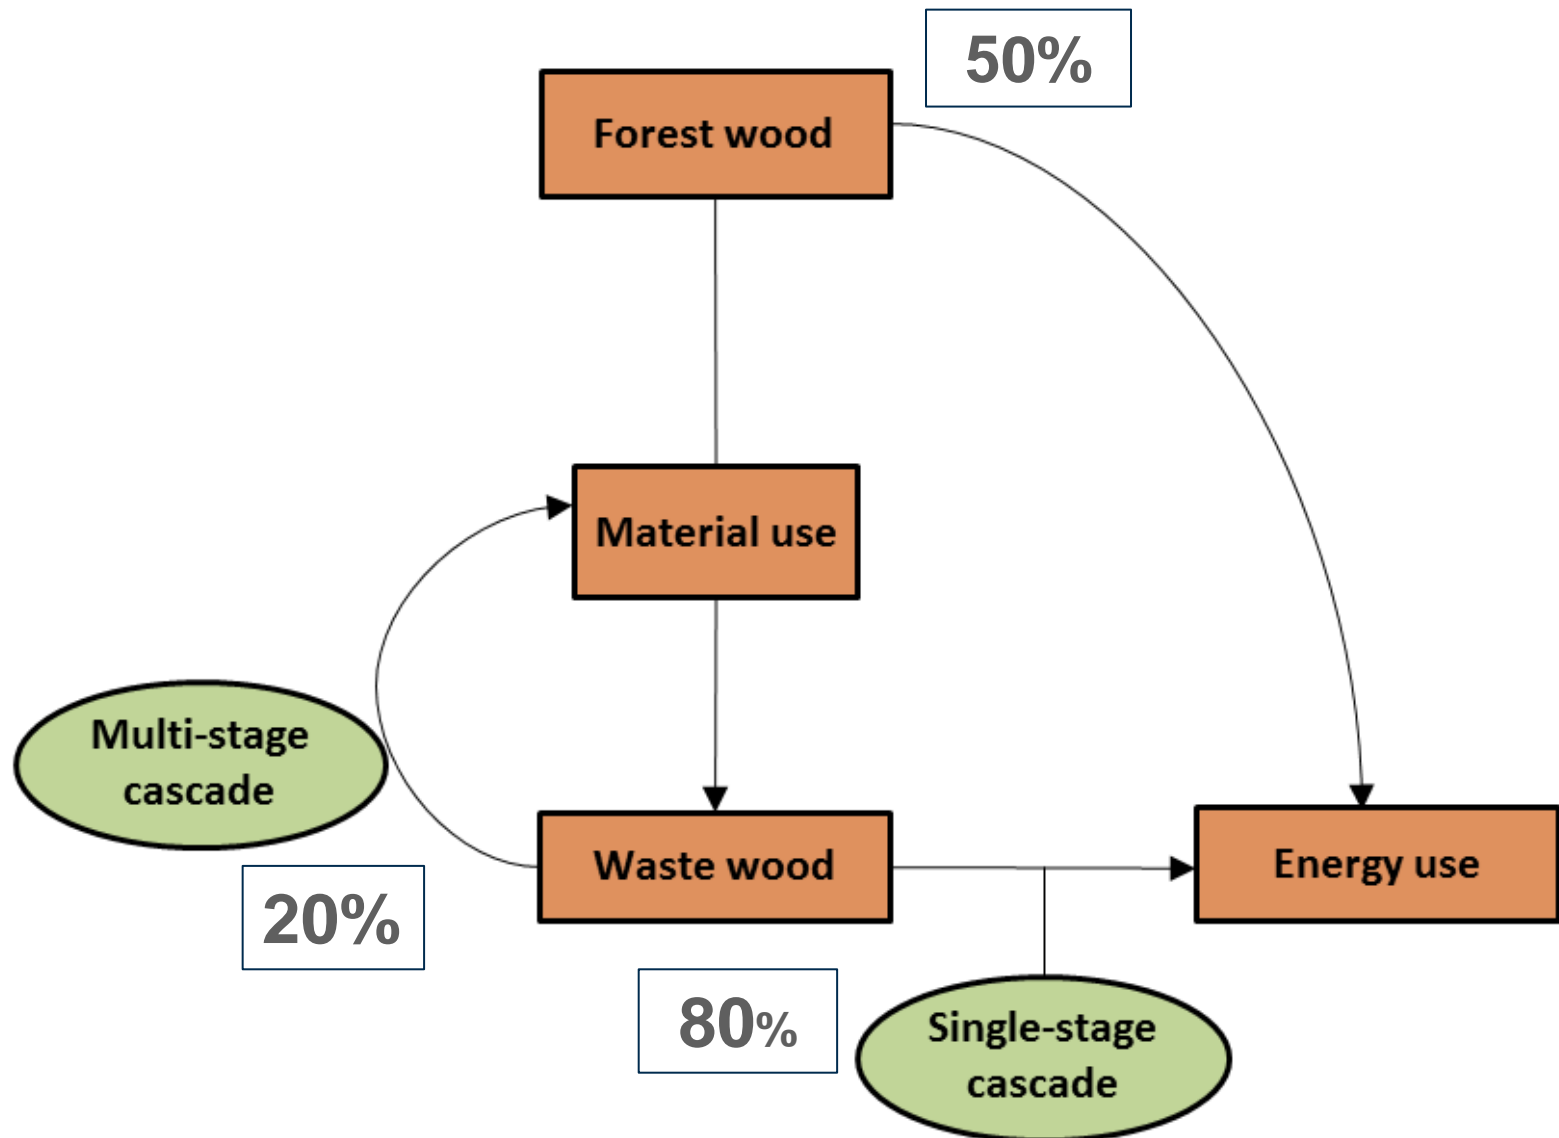 50%
Forest wood
Material use
Multi-stage
cascade
Waste wood
Energy use
20%
80%
Single-stage
cascade